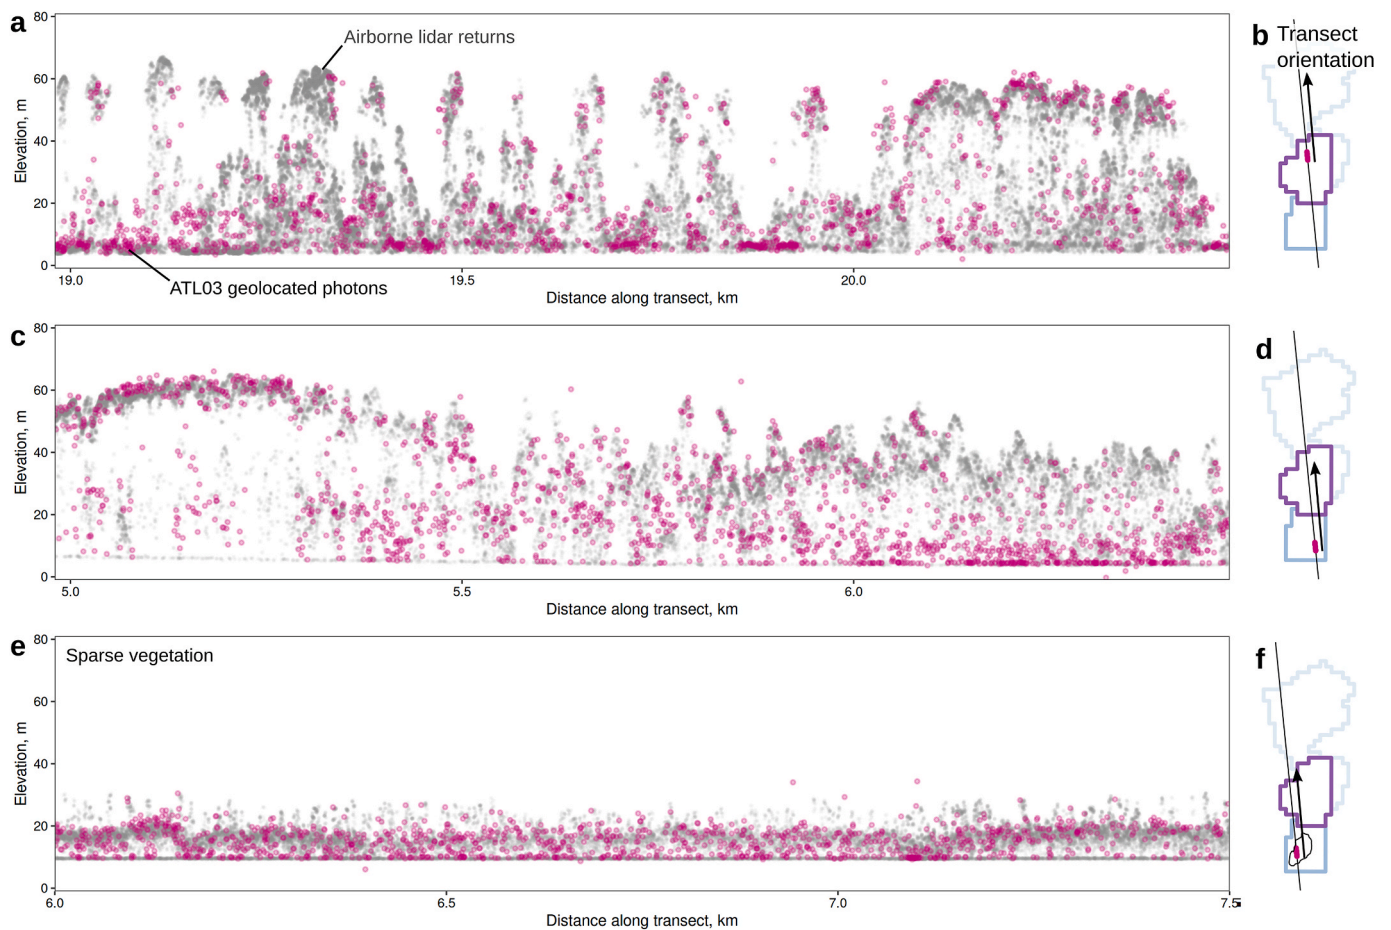 a
80
60
40
20
0
Elevation, m
Airborne lidar returns
ATL03 geolocated photons
19.0
19.5
20.0
Distance along transect, km
b
Transect
orientation
c
80
60
40
20
0
Elevation, m
5.0
5.5
6.0
Distance along transect, km
d
e
80
60
40
20
0
Elevation, m
Sparse vegetation
6.0
6.5
7.0
7.5
Distance along transect, km
f